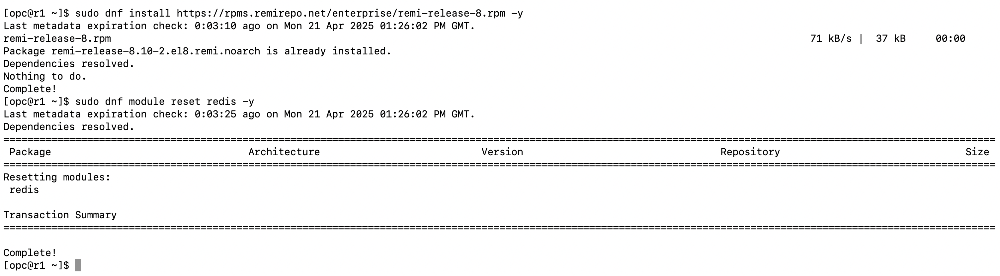 [opc@r1 ~]$ sudo dnf install https://rpms.remirepo.net/enterprise/remi-release-8.rpm -y
Last metadata expiration check: 0:03:10 ago on Mon 21 Apr 2025 01:26:02 PM GMT.
remi-release-8.rpm 71 kB/s | 37 kB 00:00
Package remi-release-8.10-2.el8.remi.noarch is already installed.
Dependencies resolved.
Nothing to do.
Complete!
[opc@r1 ~]$ sudo dnf module reset redis -y
Last metadata expiration check: 0:03:25 ago on Mon 21 Apr 2025 01:26:02 PM GMT.
Dependencies resolved.
================================================================================
Package Architecture Version Repository Size
================================================================================
Resetting modules:
redis
Transaction Summary
================================================================================
Complete!
[opc@r1 ~]$